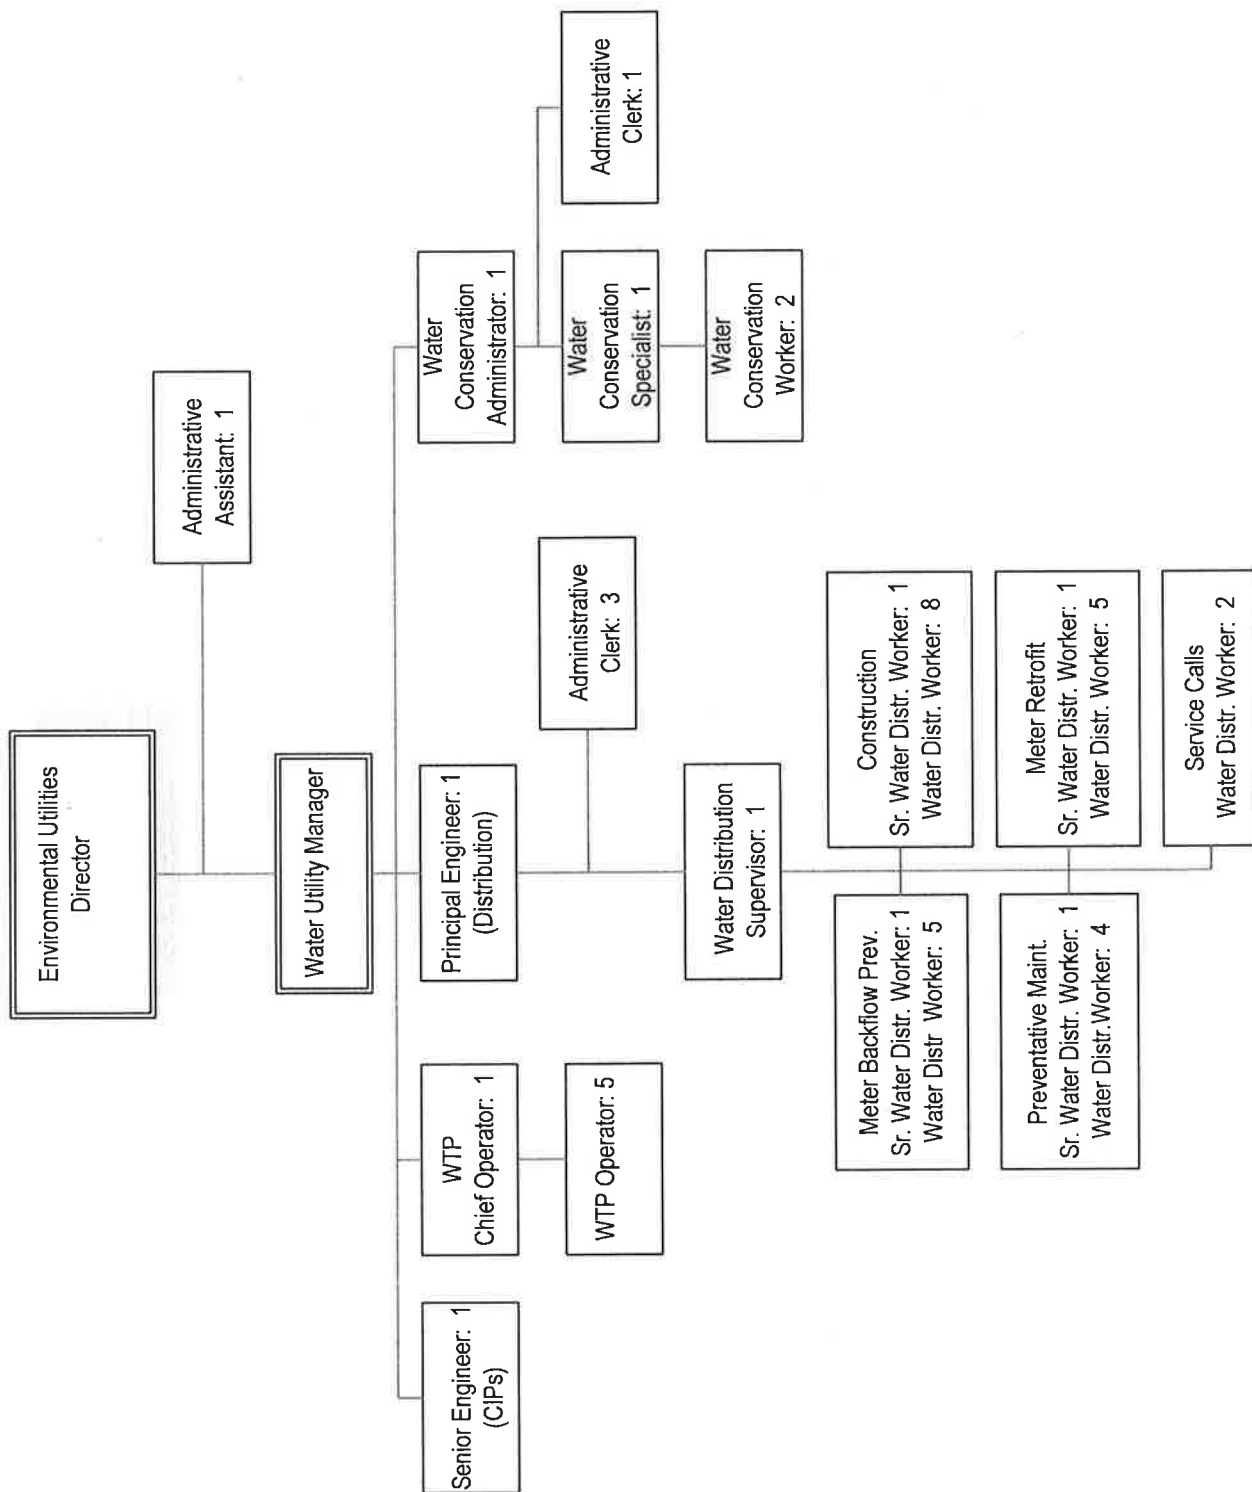 Environmental Utilities
Director
Administrative
Assistant: 1
Water Utility Manager
Senior Engineer: 1
(CIPs)
WTP
Chief Operator: 1
Principal Engineer: 1
(Distribution)
Water
Conservation
Administrator: 1
WTP Operator: 5
Administrative
Clerk: 3
Water
Conservation
Specialist: 1
Administrative
Clerk: 1
Water Distribution
Supervisor: 1
Water
Conservation
Worker: 2
Meter Backflow Prev.
Sr. Water Distr. Worker: 1
Water Distr Worker: 5
Construction
Sr. Water Distr. Worker: 1
Water Distr. Worker: 8
Preventative Maint.
Sr. Water Distr. Worker: 1
Water Distr.Worker: 4
Meter Retrofit
Sr. Water Distr. Worker: 1
Water Distr. Worker: 5
Service Calls
Water Distr. Worker: 2